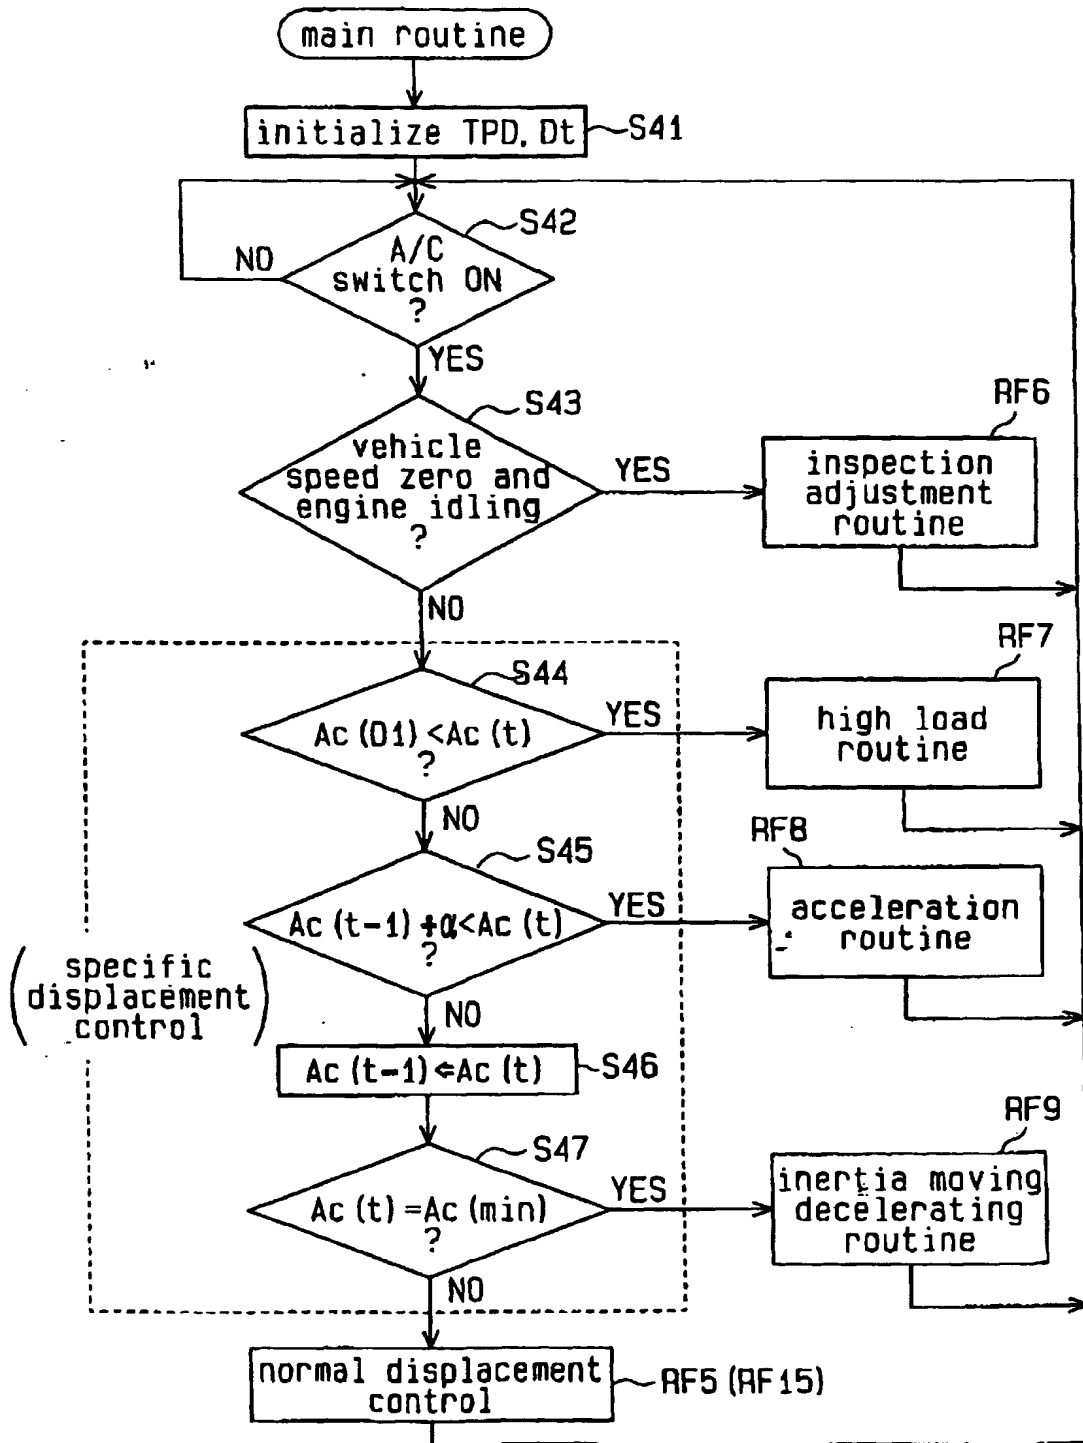 main routine
initialize TPD, Dt
S41
S42
A/C
switch ON
?
NO
YES
S43
vehicle
speed zero and
engine idling
?
YES
NO
RF6
inspection
adjustment
routine
S44
Ac(D1)<Ac(t)
?
YES
NO
RF7
high load
routine
S45
Ac(t-1)+α<Ac(t)
?
YES
NO
RF8
acceleration
routine
(specific
displacement
control)
Ac(t-1)⇐Ac(t)
S46
S47
Ac(t)=Ac(min)
?
YES
NO
RF9
inertia moving
decelerating
routine
normal displacement
control
RF5(RF15)